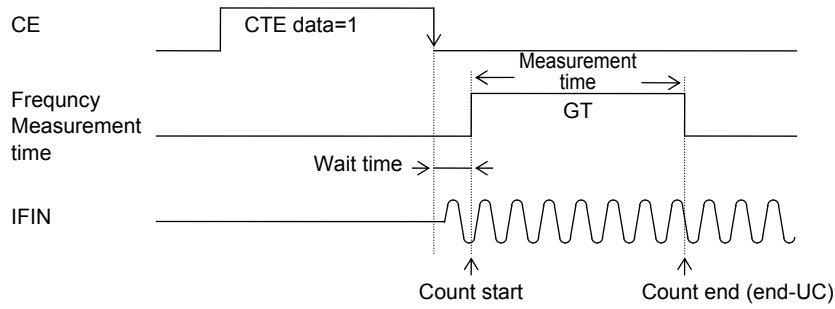 CE
CTE data=1
Measurement
time
Frequncy
Measurement
time
GT
Wait time
IFIN
Count start
Count end (end-UC)